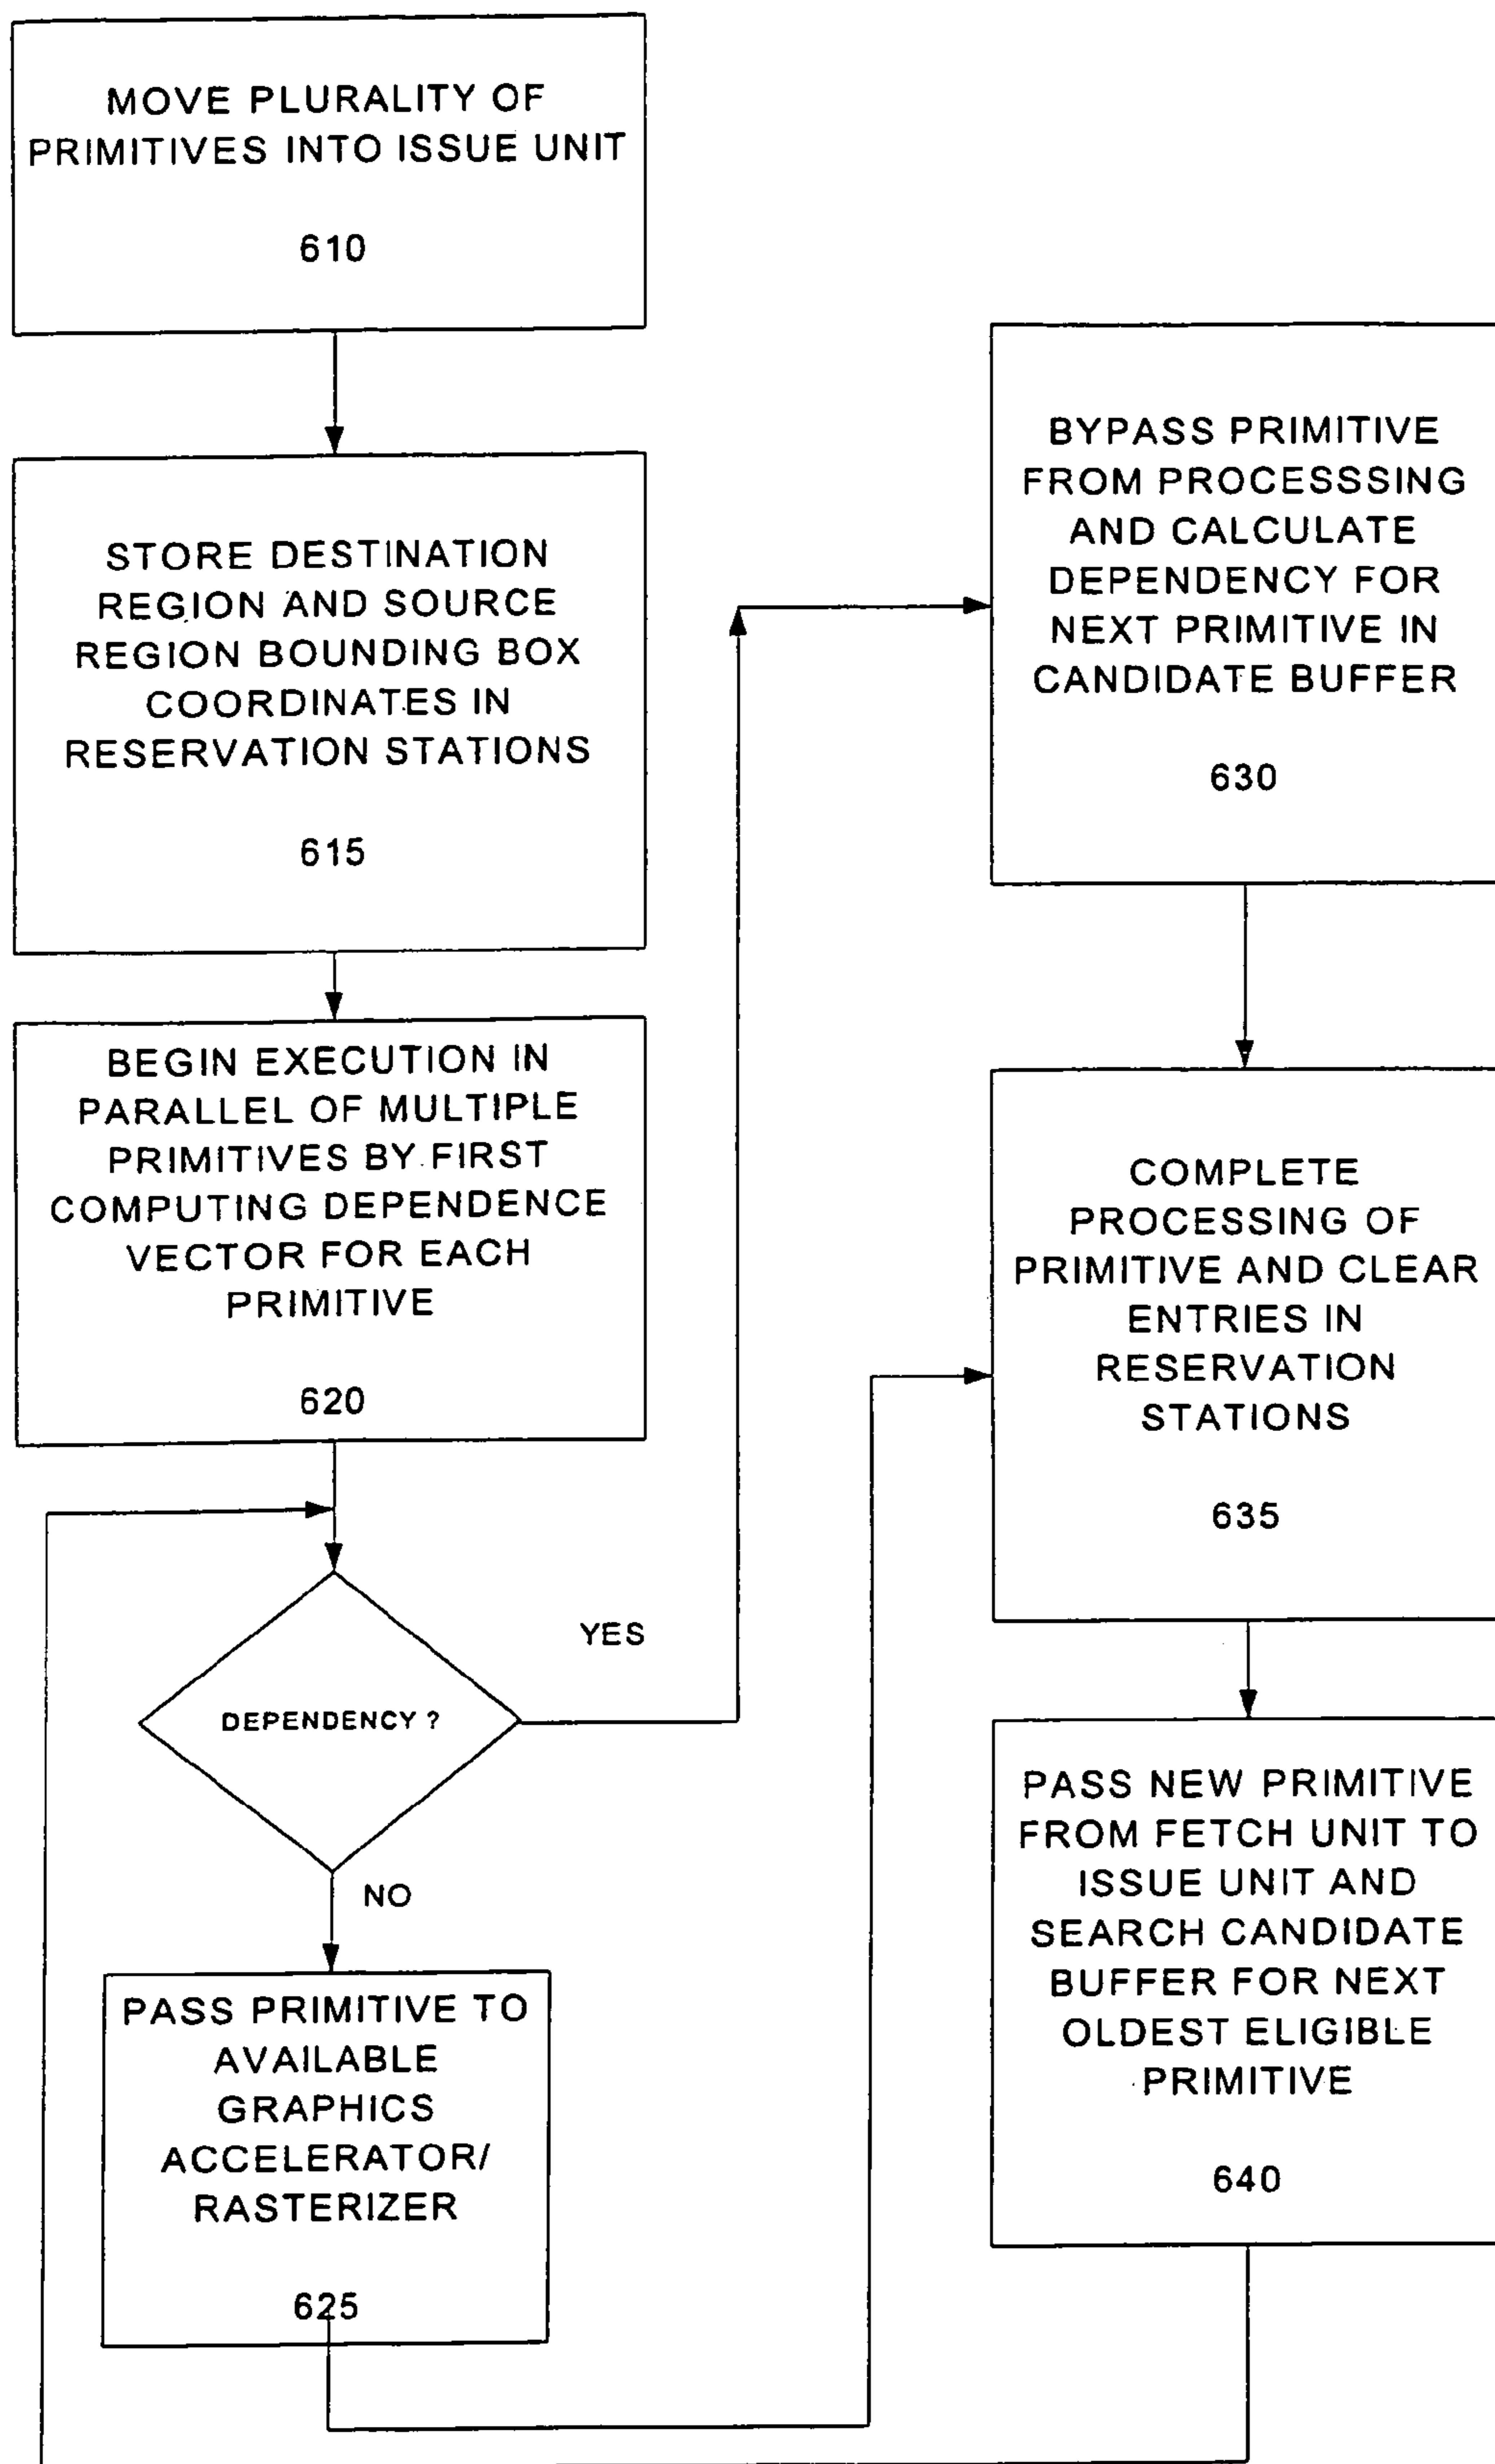 MOVE PLURALITY OF
PRIMITIVES INTO ISSUE UNIT
610
STORE DESTINATION
REGION AND SOURCE
REGION BOUNDING BOX
COORDINATES IN
RESERVATION STATIONS
615
BEGIN EXECUTION IN
PARALLEL OF MULTIPLE
PRIMITIVES BY FIRST
COMPUTING DEPENDENCE
VECTOR FOR EACH
PRIMITIVE
620
DEPENDENCY ?
YES
NO
PASS PRIMITIVE TO
AVAILABLE
GRAPHICS
ACCELERATOR/
RASTERIZER
625
BYPASS PRIMITIVE
FROM PROCESSSING
AND CALCULATE
DEPENDENCY FOR
NEXT PRIMITIVE IN
CANDIDATE BUFFER
630
COMPLETE
PROCESSING OF
PRIMITIVE AND CLEAR
ENTRIES IN
RESERVATION
STATIONS
635
PASS NEW PRIMITIVE
FROM FETCH UNIT TO
ISSUE UNIT AND
SEARCH CANDIDATE
BUFFER FOR NEXT
OLDEST ELIGIBLE
PRIMITIVE
640